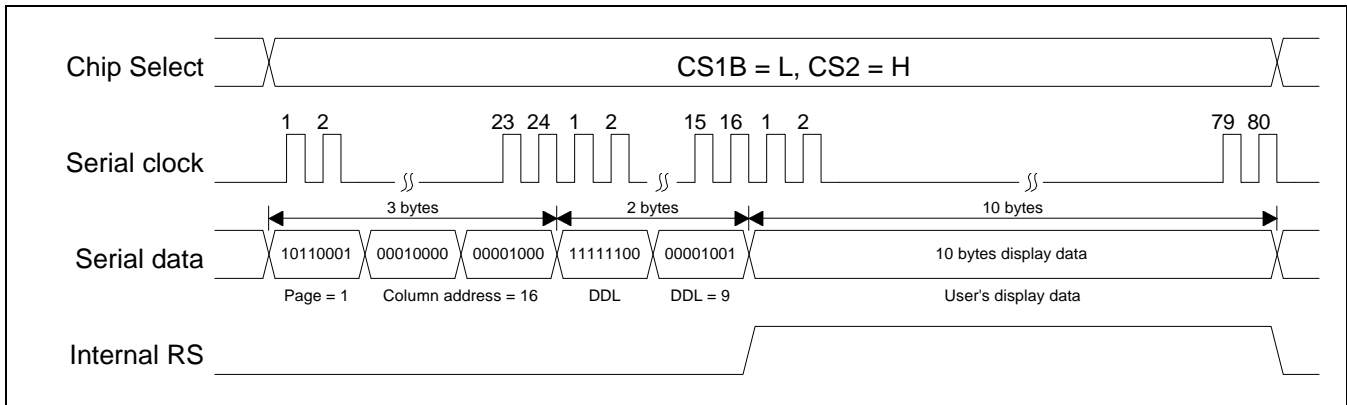 Chip Select CS1B = L, CS2 = H
1 2 23 24 1 2 15 16 1 2 79 80
Serial clock
3 bytes 2 bytes 10 bytes
Serial data 10110001 00010000 00001000 11111100 00001001 10 bytes display data
Page = 1 Column address = 16 DDL DDL = 9 User's display data
Internal RS